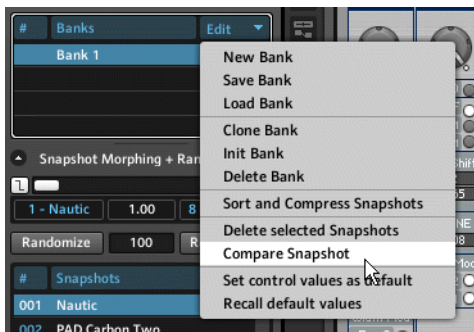 # Banks Edit
Bank 1
New Bank
Save Bank
Load Bank
Clone Bank
Init Bank
Delete Bank
Snapshot Morphing + Ran
1 - Nautic 1.00 8
Sort and Compress Snapshots
Delete selected Snapshots
Randomize 100 R
Compare Snapshot
# Snapshots
Set control values as default
001 Nautic
Recall default values
002 PAD Carbon Two